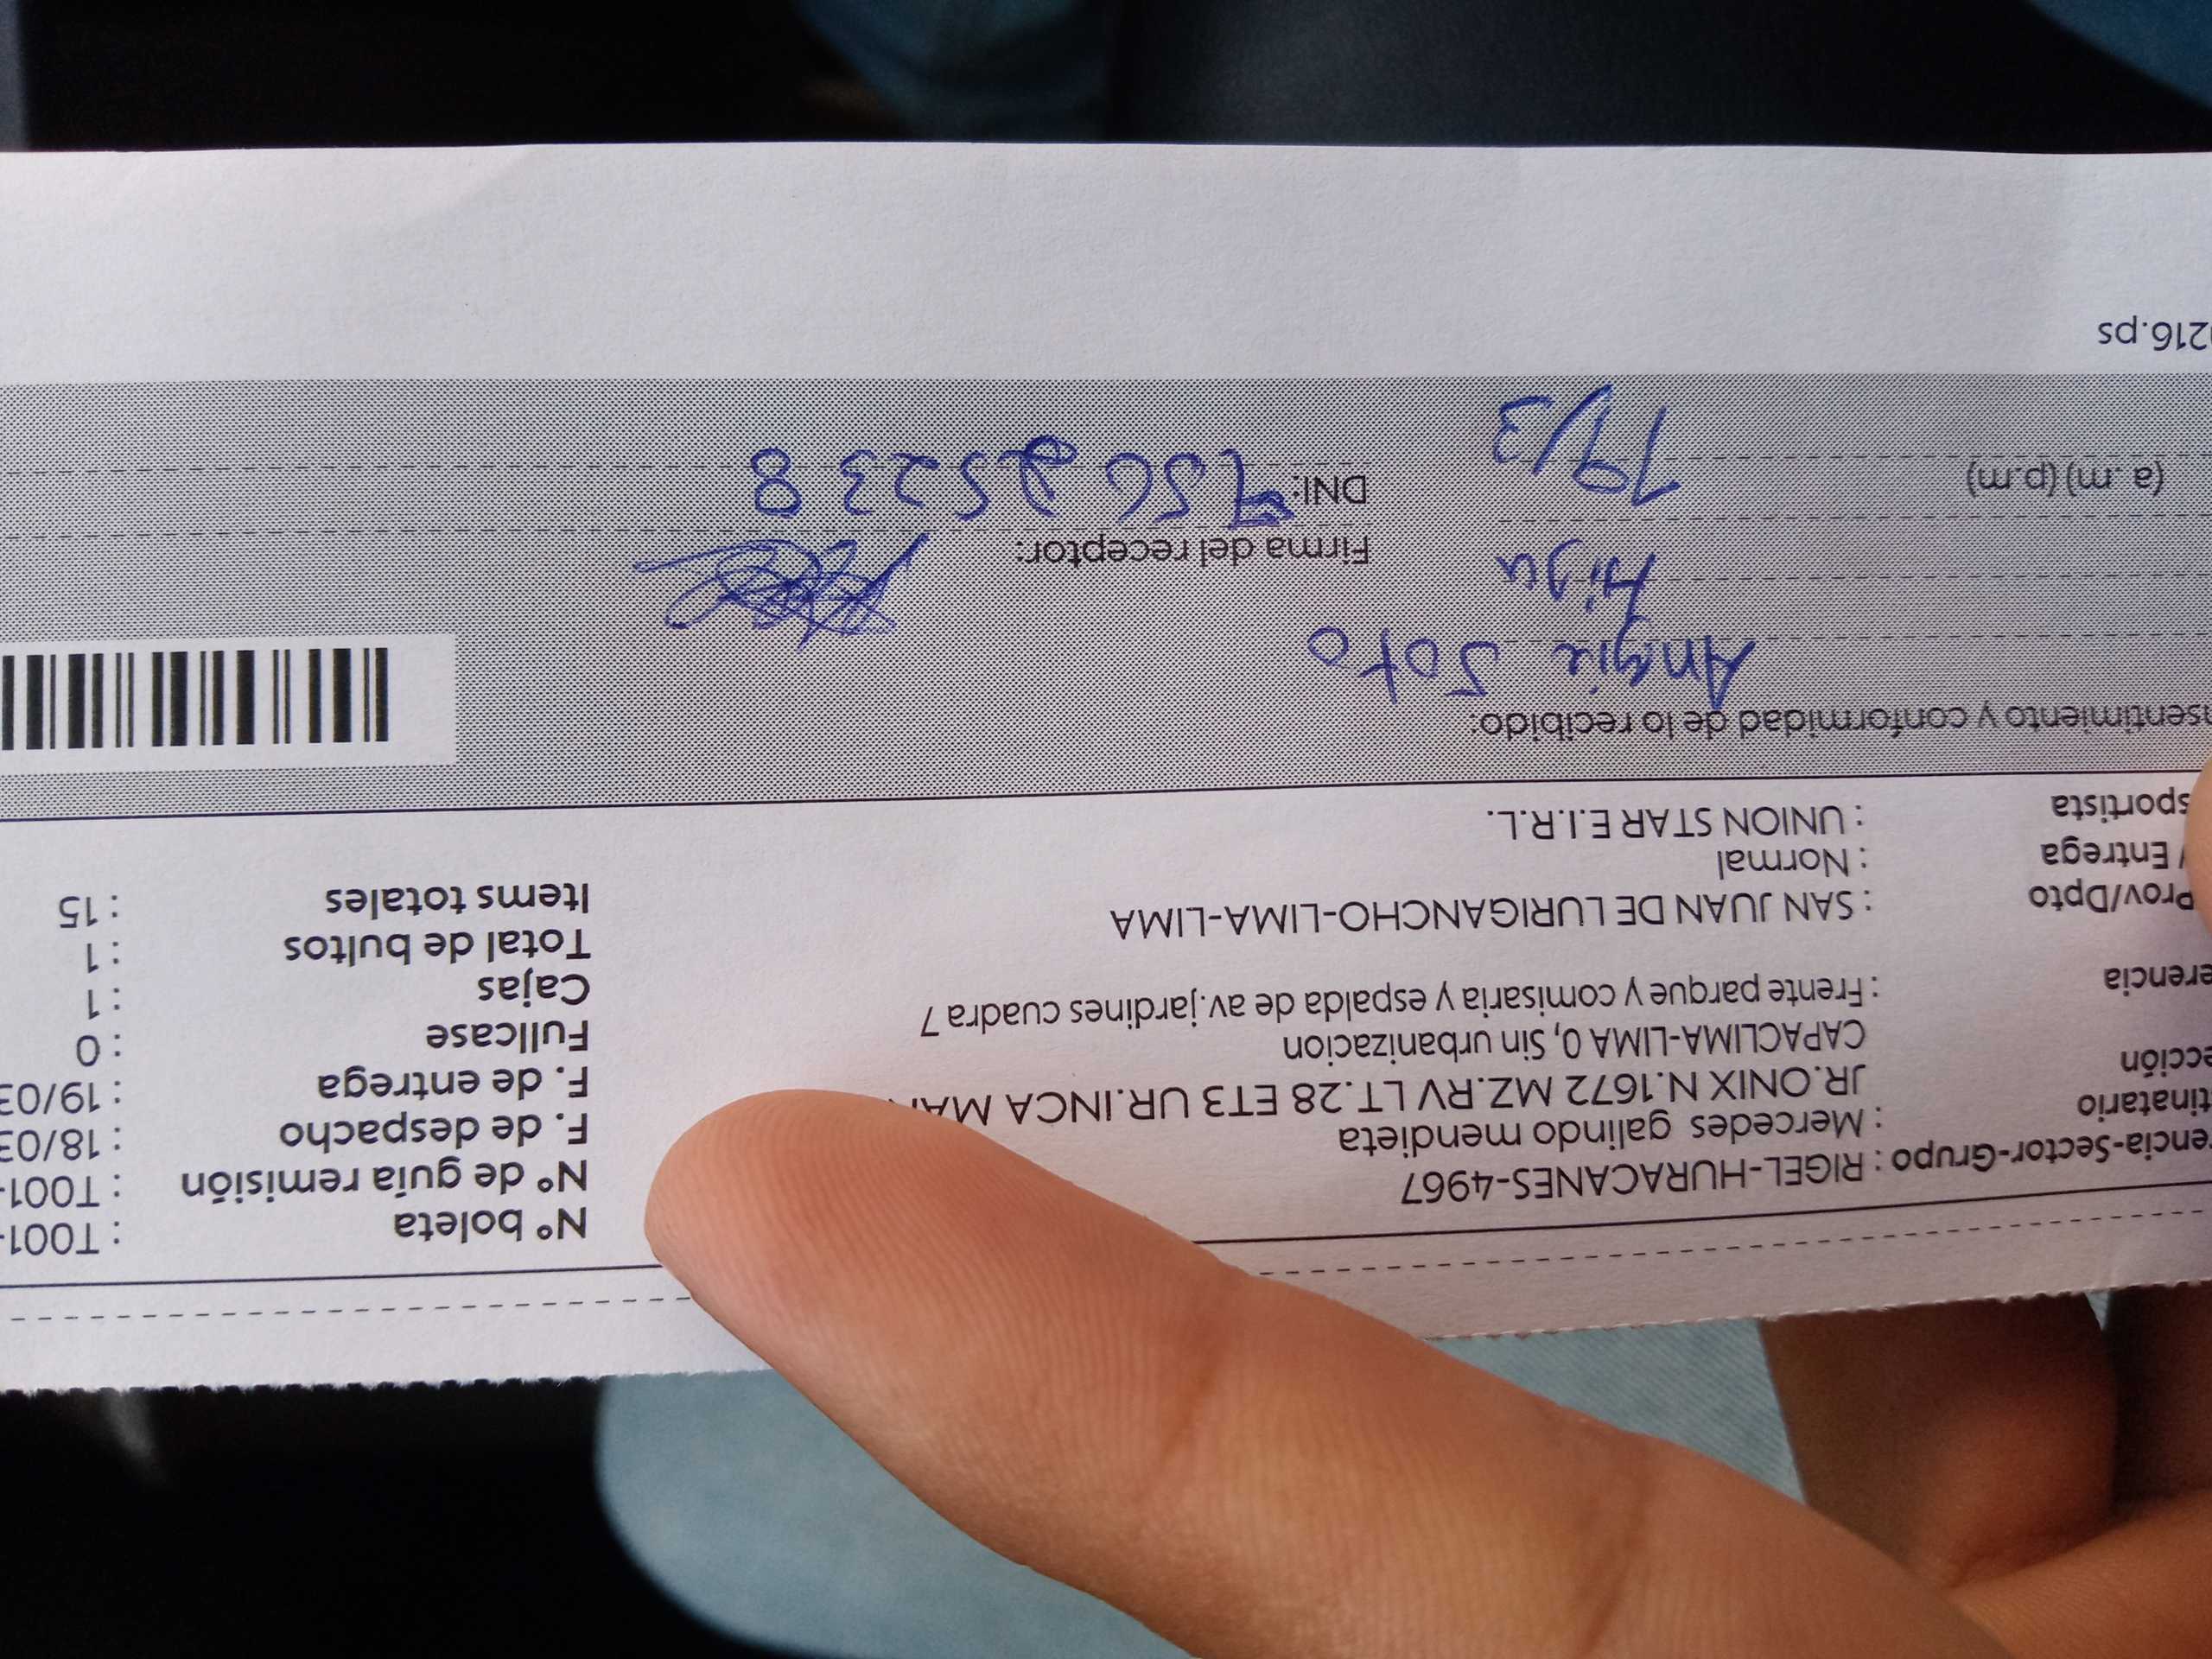 Nº boleta : T001-
Nº de guía remisión : T001-
F. de despacho : 18/03
F. de entrega : 19/03
Fullcase : 0
Cajas : 1
Total de bultos : 1
Items totales : 15
encia-Sector-Grupo : RIGEL-HURACANES-4967
tinatario : Mercedes galindo mendieta
ección JR.ONIX N.1672 MZ.RV LT.28 ET3 UR.INCA MAN
CAPACLIMA-LIMA 0, Sin urbanizacion
erencia : Frente parque y comisaria y espalda de av.jardines cuadra 7
Prov/Dpto : SAN JUAN DE LURIGANCHO-LIMA-LIMA
/ Entrega : Normal
sportista : UNION STAR E.I.R.L.
sentimiento y conformidad de lo recibido:
Angie Soto
Hija
Firma del receptor:
(a.m) (p.m) 19/3
DNI: 5238
216.ps